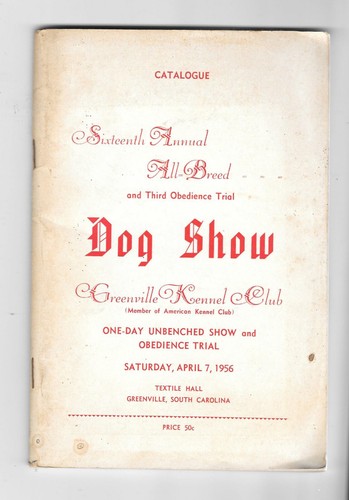 CATALOGUE
Sixteenth Annual
All-Breed - - -
and Third Obedience Trial
Dog Show
Greenville Kennel Club
(Member of American Kennel Club)
ONE-DAY UNBENCHED SHOW and
OBEDIENCE TRIAL
SATURDAY, APRIL 7, 1956
TEXTILE HALL
GREENVILLE, SOUTH CAROLINA
PRICE 50c